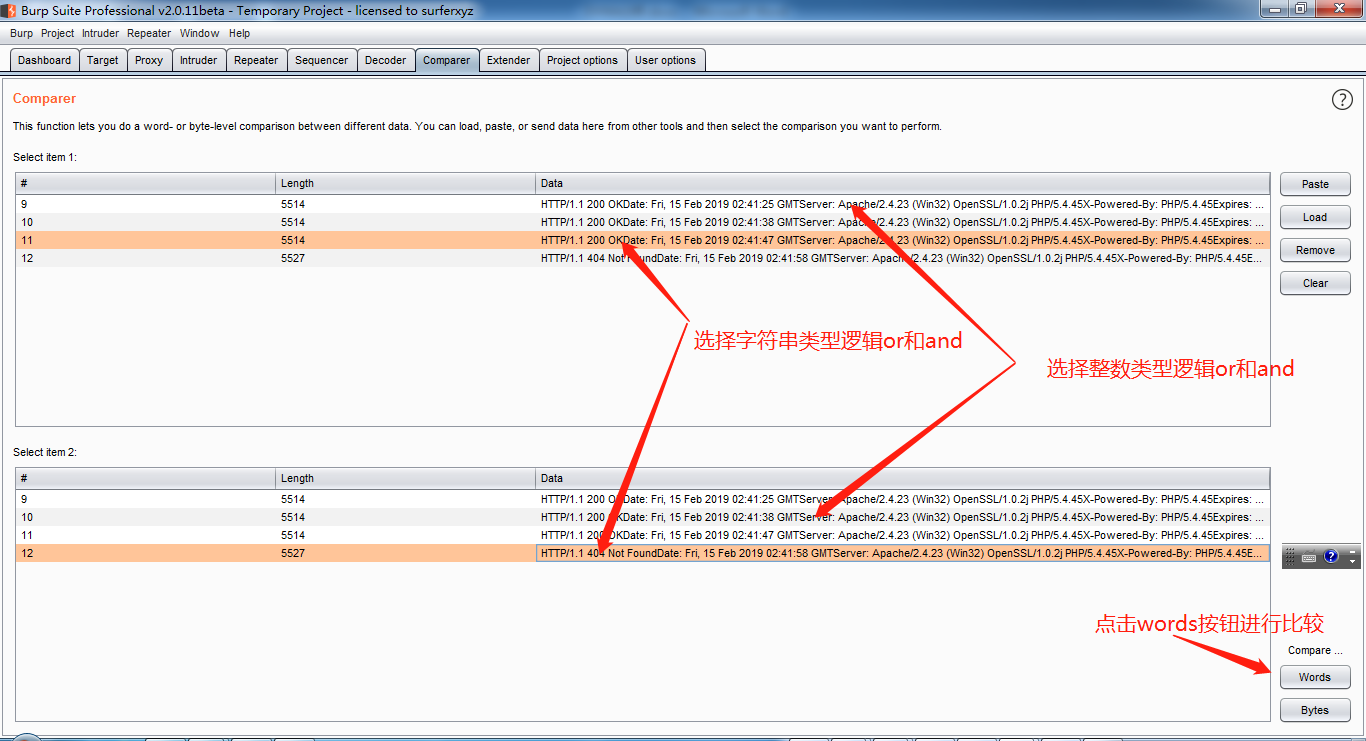 Burp Suite Professional v2.0.11beta - Temporary Project - licensed to surferxyz
Burp Project Intruder Repeater Window Help
Dashboard Target Proxy Intruder Repeater Sequencer Decoder Comparer Extender Project options User options
Comparer
?
This function lets you do a word- or byte-level comparison between different data. You can load, paste, or send data here from other tools and then select the comparison you want to perform.
Select item 1:
# Length Data
9 5514 HTTP/1.1 200 OKDate: Fri, 15 Feb 2019 02:41:25 GMTServer: Apache/2.4.23 (Win32) OpenSSL/1.0.2j PHP/5.4.45X-Powered-By: PHP/5.4.45Expires: ...
10 5514 HTTP/1.1 200 OKDate: Fri, 15 Feb 2019 02:41:38 GMTServer: Apache/2.4.23 (Win32) OpenSSL/1.0.2j PHP/5.4.45X-Powered-By: PHP/5.4.45Expires: ...
11 5514 HTTP/1.1 200 OKDate: Fri, 15 Feb 2019 02:41:47 GMTServer: Apache/2.4.23 (Win32) OpenSSL/1.0.2j PHP/5.4.45X-Powered-By: PHP/5.4.45Expires: ...
12 5527 HTTP/1.1 404 Not FoundDate: Fri, 15 Feb 2019 02:41:58 GMTServer: Apache/2.4.23 (Win32) OpenSSL/1.0.2j PHP/5.4.45X-Powered-By: PHP/5.4.45E...
Paste
Load
Remove
Clear
选择字符串类型逻辑or和and
选择整数类型逻辑or和and
Select item 2:
# Length Data
9 5514 HTTP/1.1 200 OKDate: Fri, 15 Feb 2019 02:41:25 GMTServer: Apache/2.4.23 (Win32) OpenSSL/1.0.2j PHP/5.4.45X-Powered-By: PHP/5.4.45Expires: ...
10 5514 HTTP/1.1 200 OKDate: Fri, 15 Feb 2019 02:41:38 GMTServer: Apache/2.4.23 (Win32) OpenSSL/1.0.2j PHP/5.4.45X-Powered-By: PHP/5.4.45Expires: ...
11 5514 HTTP/1.1 200 OKDate: Fri, 15 Feb 2019 02:41:47 GMTServer: Apache/2.4.23 (Win32) OpenSSL/1.0.2j PHP/5.4.45X-Powered-By: PHP/5.4.45Expires: ...
12 5527 HTTP/1.1 404 Not FoundDate: Fri, 15 Feb 2019 02:41:58 GMTServer: Apache/2.4.23 (Win32) OpenSSL/1.0.2j PHP/5.4.45X-Powered-By: PHP/5.4.45E...
?
点击words按钮进行比较
Compare ...
Words
Bytes